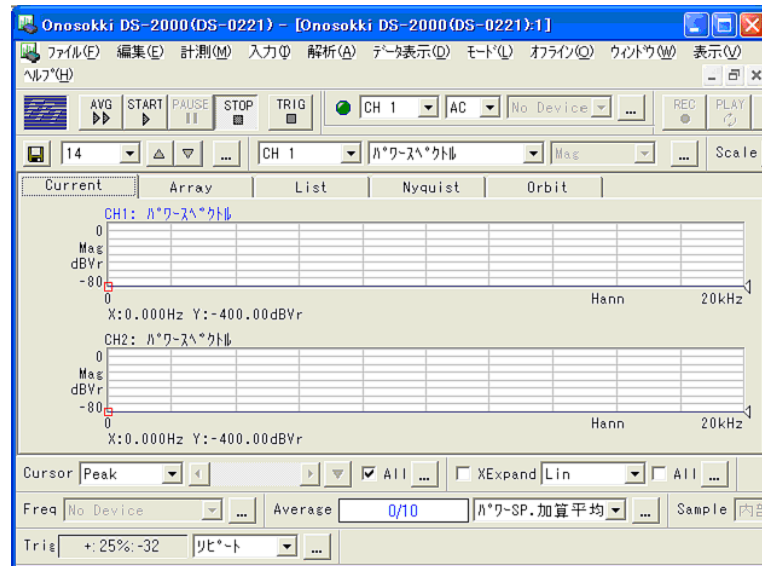 Onosokki DS-2000(DS-0221) - [Onosokki DS-2000(DS-0221):1]
ファイル(F) 編集(E) 計測(M) 入力(I) 解析(A) データ表示(D) モード(L) オフライン(O) ウィンドウ(W) 表示(V)
ヘルプ(H)
AVG START PAUSE STOP TRIG CH 1 AC No Device ... REC PLAY
14 ... CH 1 パワースペクトル Mag ... Scale
Current Array List Nyquist Orbit
CH1: パワースペクトル
0
Mag
dBVr
-80
0 Hann 20kHz
X:0.000Hz Y:-400.00dBVr
CH2: パワースペクトル
0
Mag
dBVr
-80
0 Hann 20kHz
X:0.000Hz Y:-400.00dBVr
Cursor Peak All ... XExpand Lin All ...
Freq No Device ... Average 0/10 パワーSP.加算平均 ... Sample 内部
Trig +: 25%:-32 リピート ...